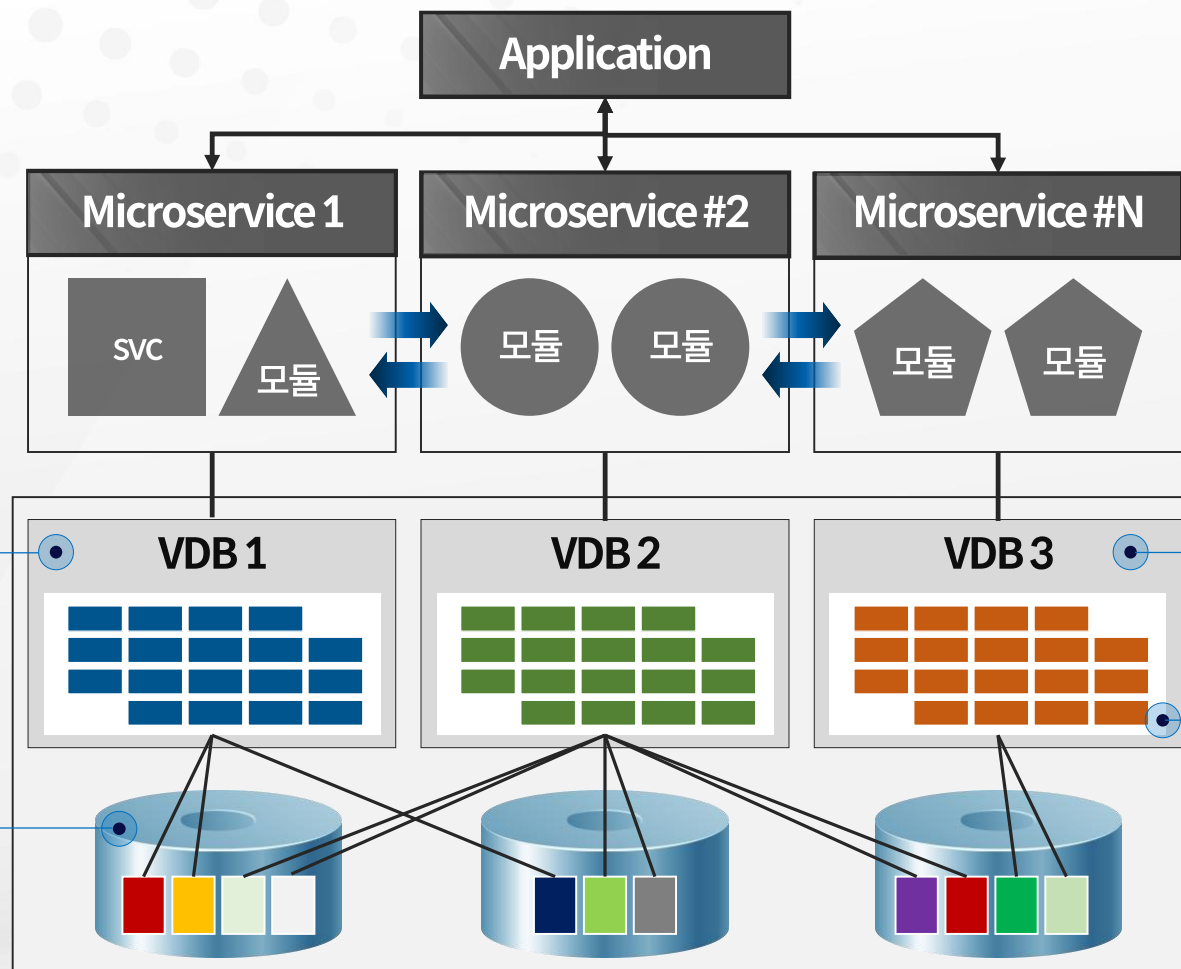 Application
Microservice 1
Microservice #2
Microservice #N
SVC
모듈
모듈
모듈
모듈
모듈
VDB 1
VDB 2
VDB 3